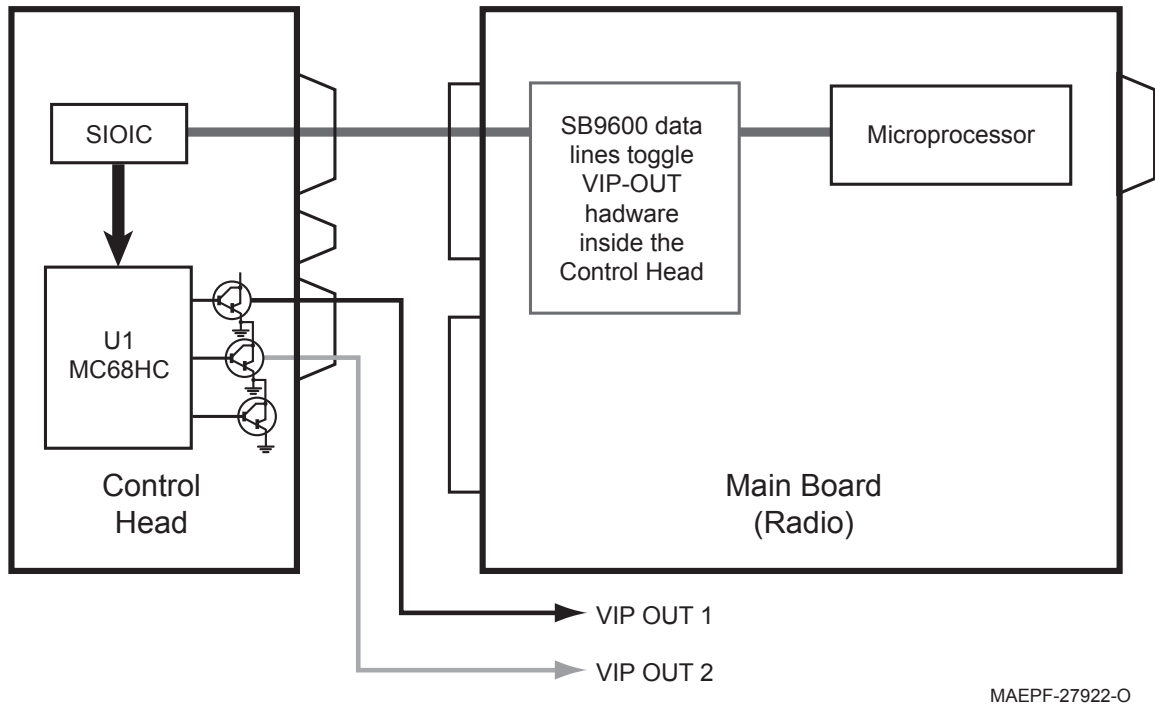 SIOIC
U1
MC68HC
Control
Head
SB9600 data
lines toggle
VIP-OUT
hadware
inside the
Control Head
Microprocessor
Main Board
(Radio)
VIP OUT 1
VIP OUT 2
MAEPF-27922-O